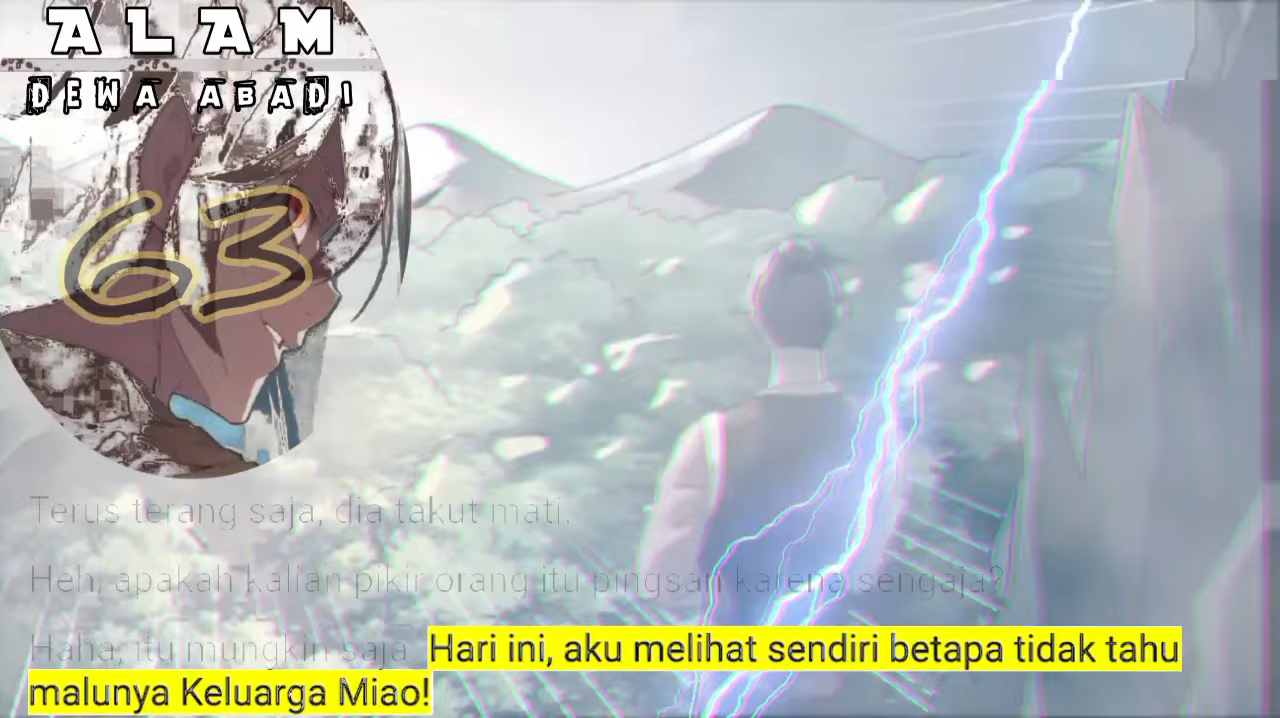 ALAM
DEWA ABADI
63
Terus terang saja, dia takut mati.
Heh, apakah kalian pikir orang itu pingsan karena sengaja?
Haha, itu mungkin saja. Hari ini, aku melihat sendiri betapa tidak tahu
malunya Keluarga Miao!